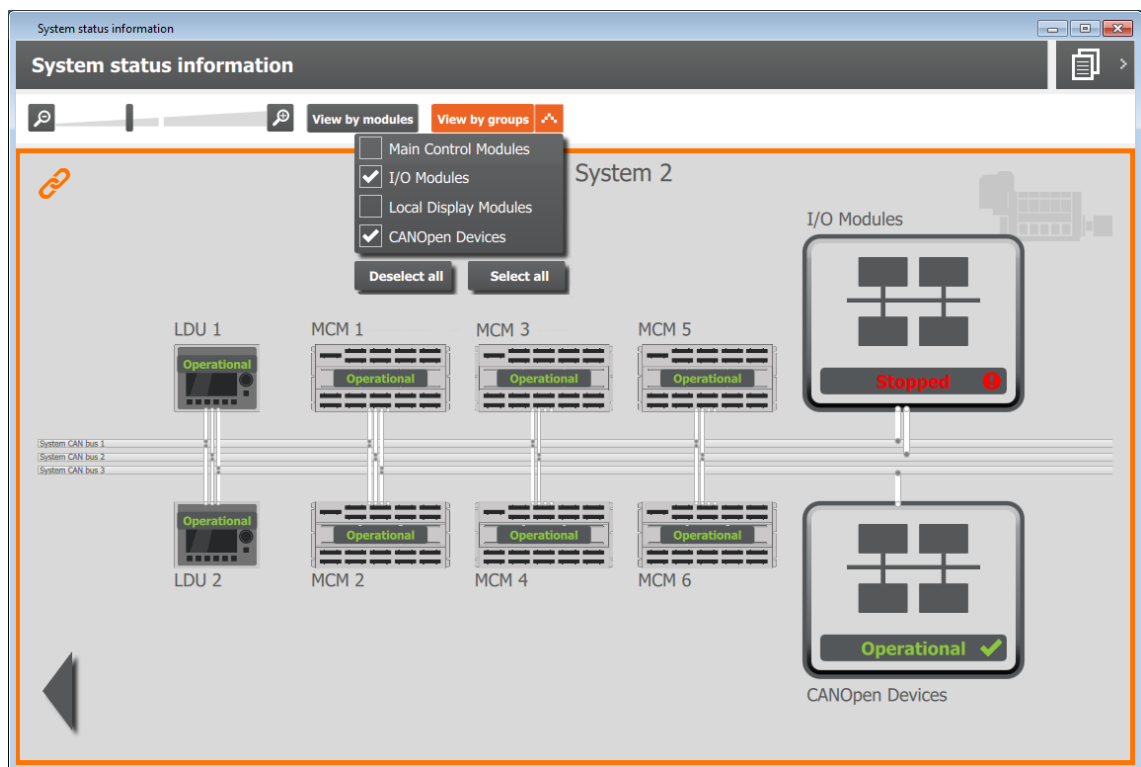 System status information
System status information
View by modules
View by groups
Main Control Modules
I/O Modules
Local Display Modules
CANOpen Devices
Deselect all
Select all
System 2
I/O Modules
Stopped
LDU 1
MCM 1
MCM 3
MCM 5
Operational
Operational
Operational
Operational
System CAN bus 1
System CAN bus 2
System CAN bus 3
Operational
Operational
Operational
Operational
LDU 2
MCM 2
MCM 4
MCM 6
Operational
CANOpen Devices